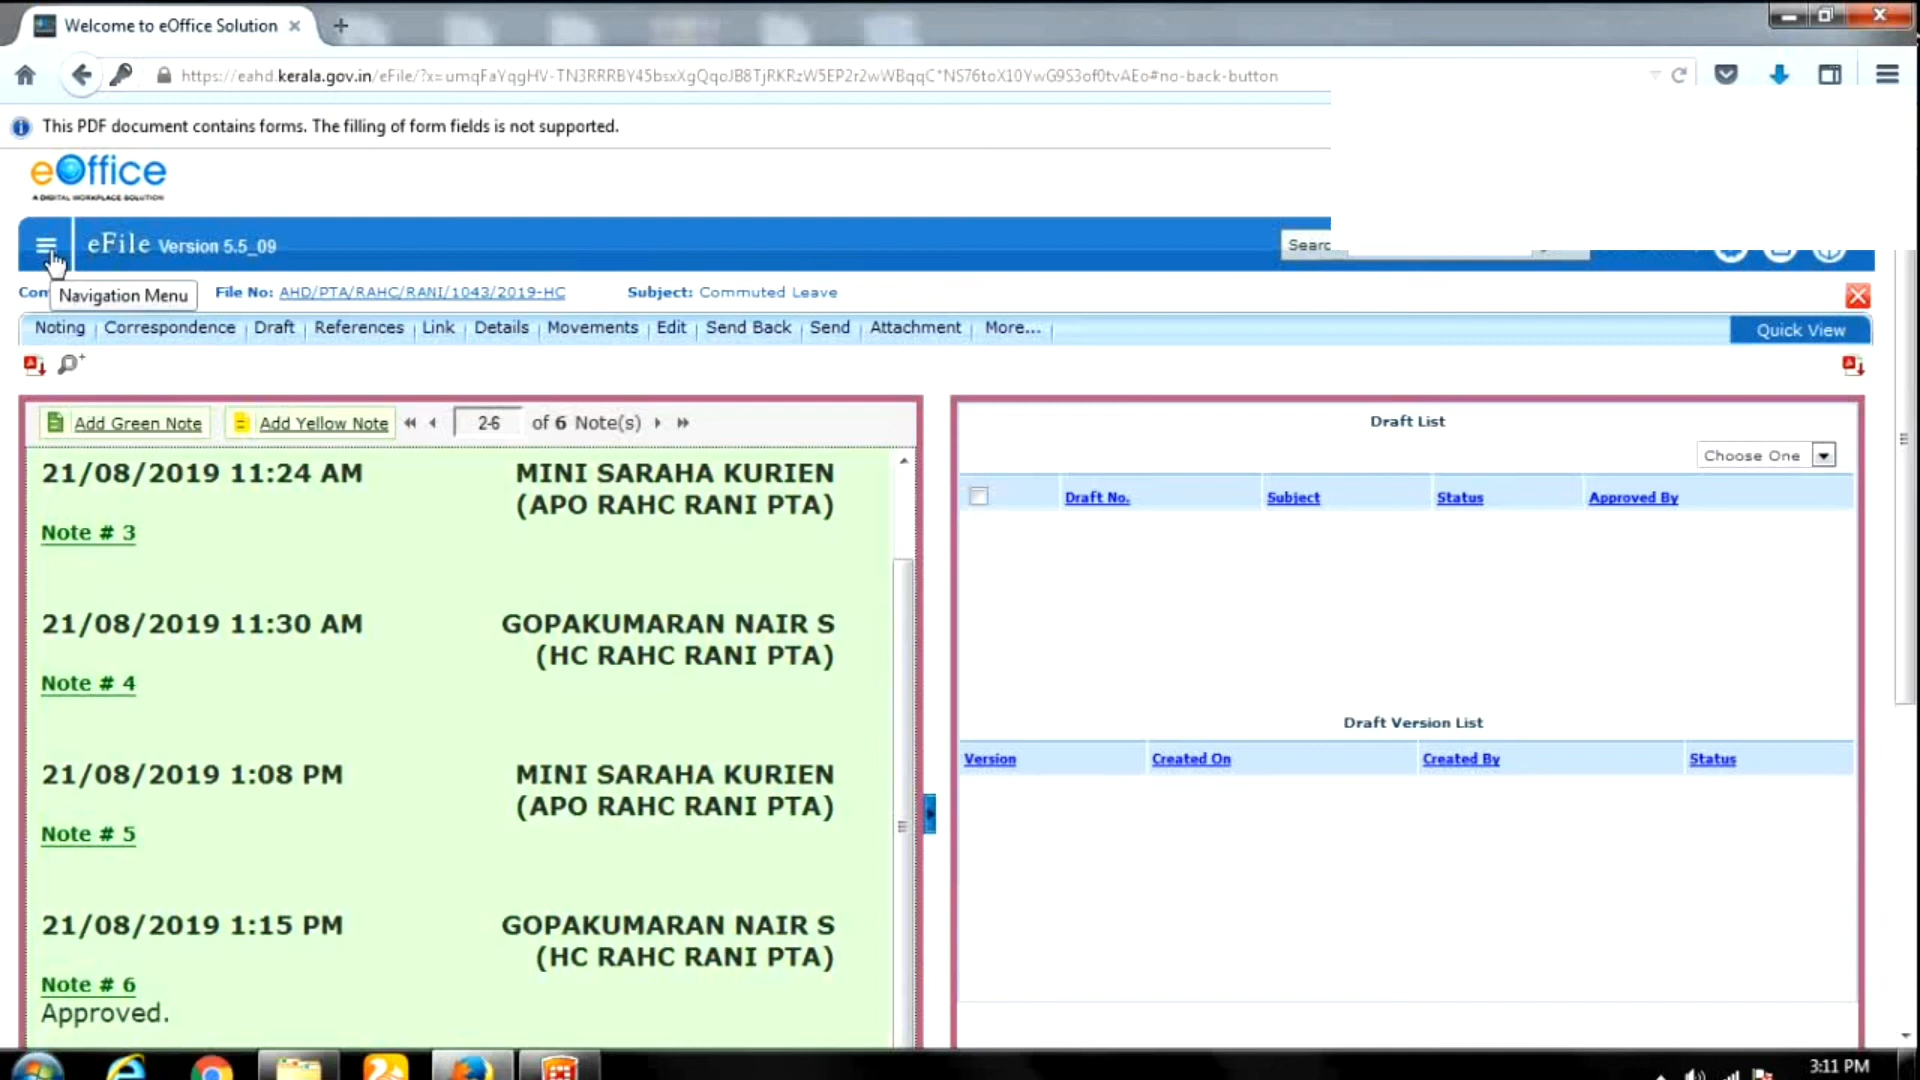 Welcome to eOffice Solution
https://eahd.kerala.gov.in/eFile/?x=umqFaYqgHV-TN3RRRBY45bsxXgQqoJB8TjRKRzW5EP2r2wWBqqC*NS76toX10YwG9S3of0tvAEo#no-back-button
This PDF document contains forms. The filling of form fields is not supported.
eOffice
A DIGITAL WORKPLACE SOLUTION
eFile Version 5.5_09
Searc
Con
Navigation Menu
File No: AHD/PTA/RAHC/RANI/1043/2019-HC Subject: Commuted Leave
Noting Correspondence Draft References Link Details Movements Edit Send Back Send Attachment More... Quick View
Add Green Note Add Yellow Note 2-6 of 6 Note(s)
21/08/2019 11:24 AM MINI SARAHA KURIEN
(APO RAHC RANI PTA)
Note # 3
21/08/2019 11:30 AM GOPAKUMARAN NAIR S
(HC RAHC RANI PTA)
Note # 4
21/08/2019 1:08 PM MINI SARAHA KURIEN
(APO RAHC RANI PTA)
Note # 5
21/08/2019 1:15 PM GOPAKUMARAN NAIR S
(HC RAHC RANI PTA)
Note # 6
Approved.
Draft List
Choose One
Draft No. Subject Status Approved By
Draft Version List
Version Created On Created By Status
3:11 PM